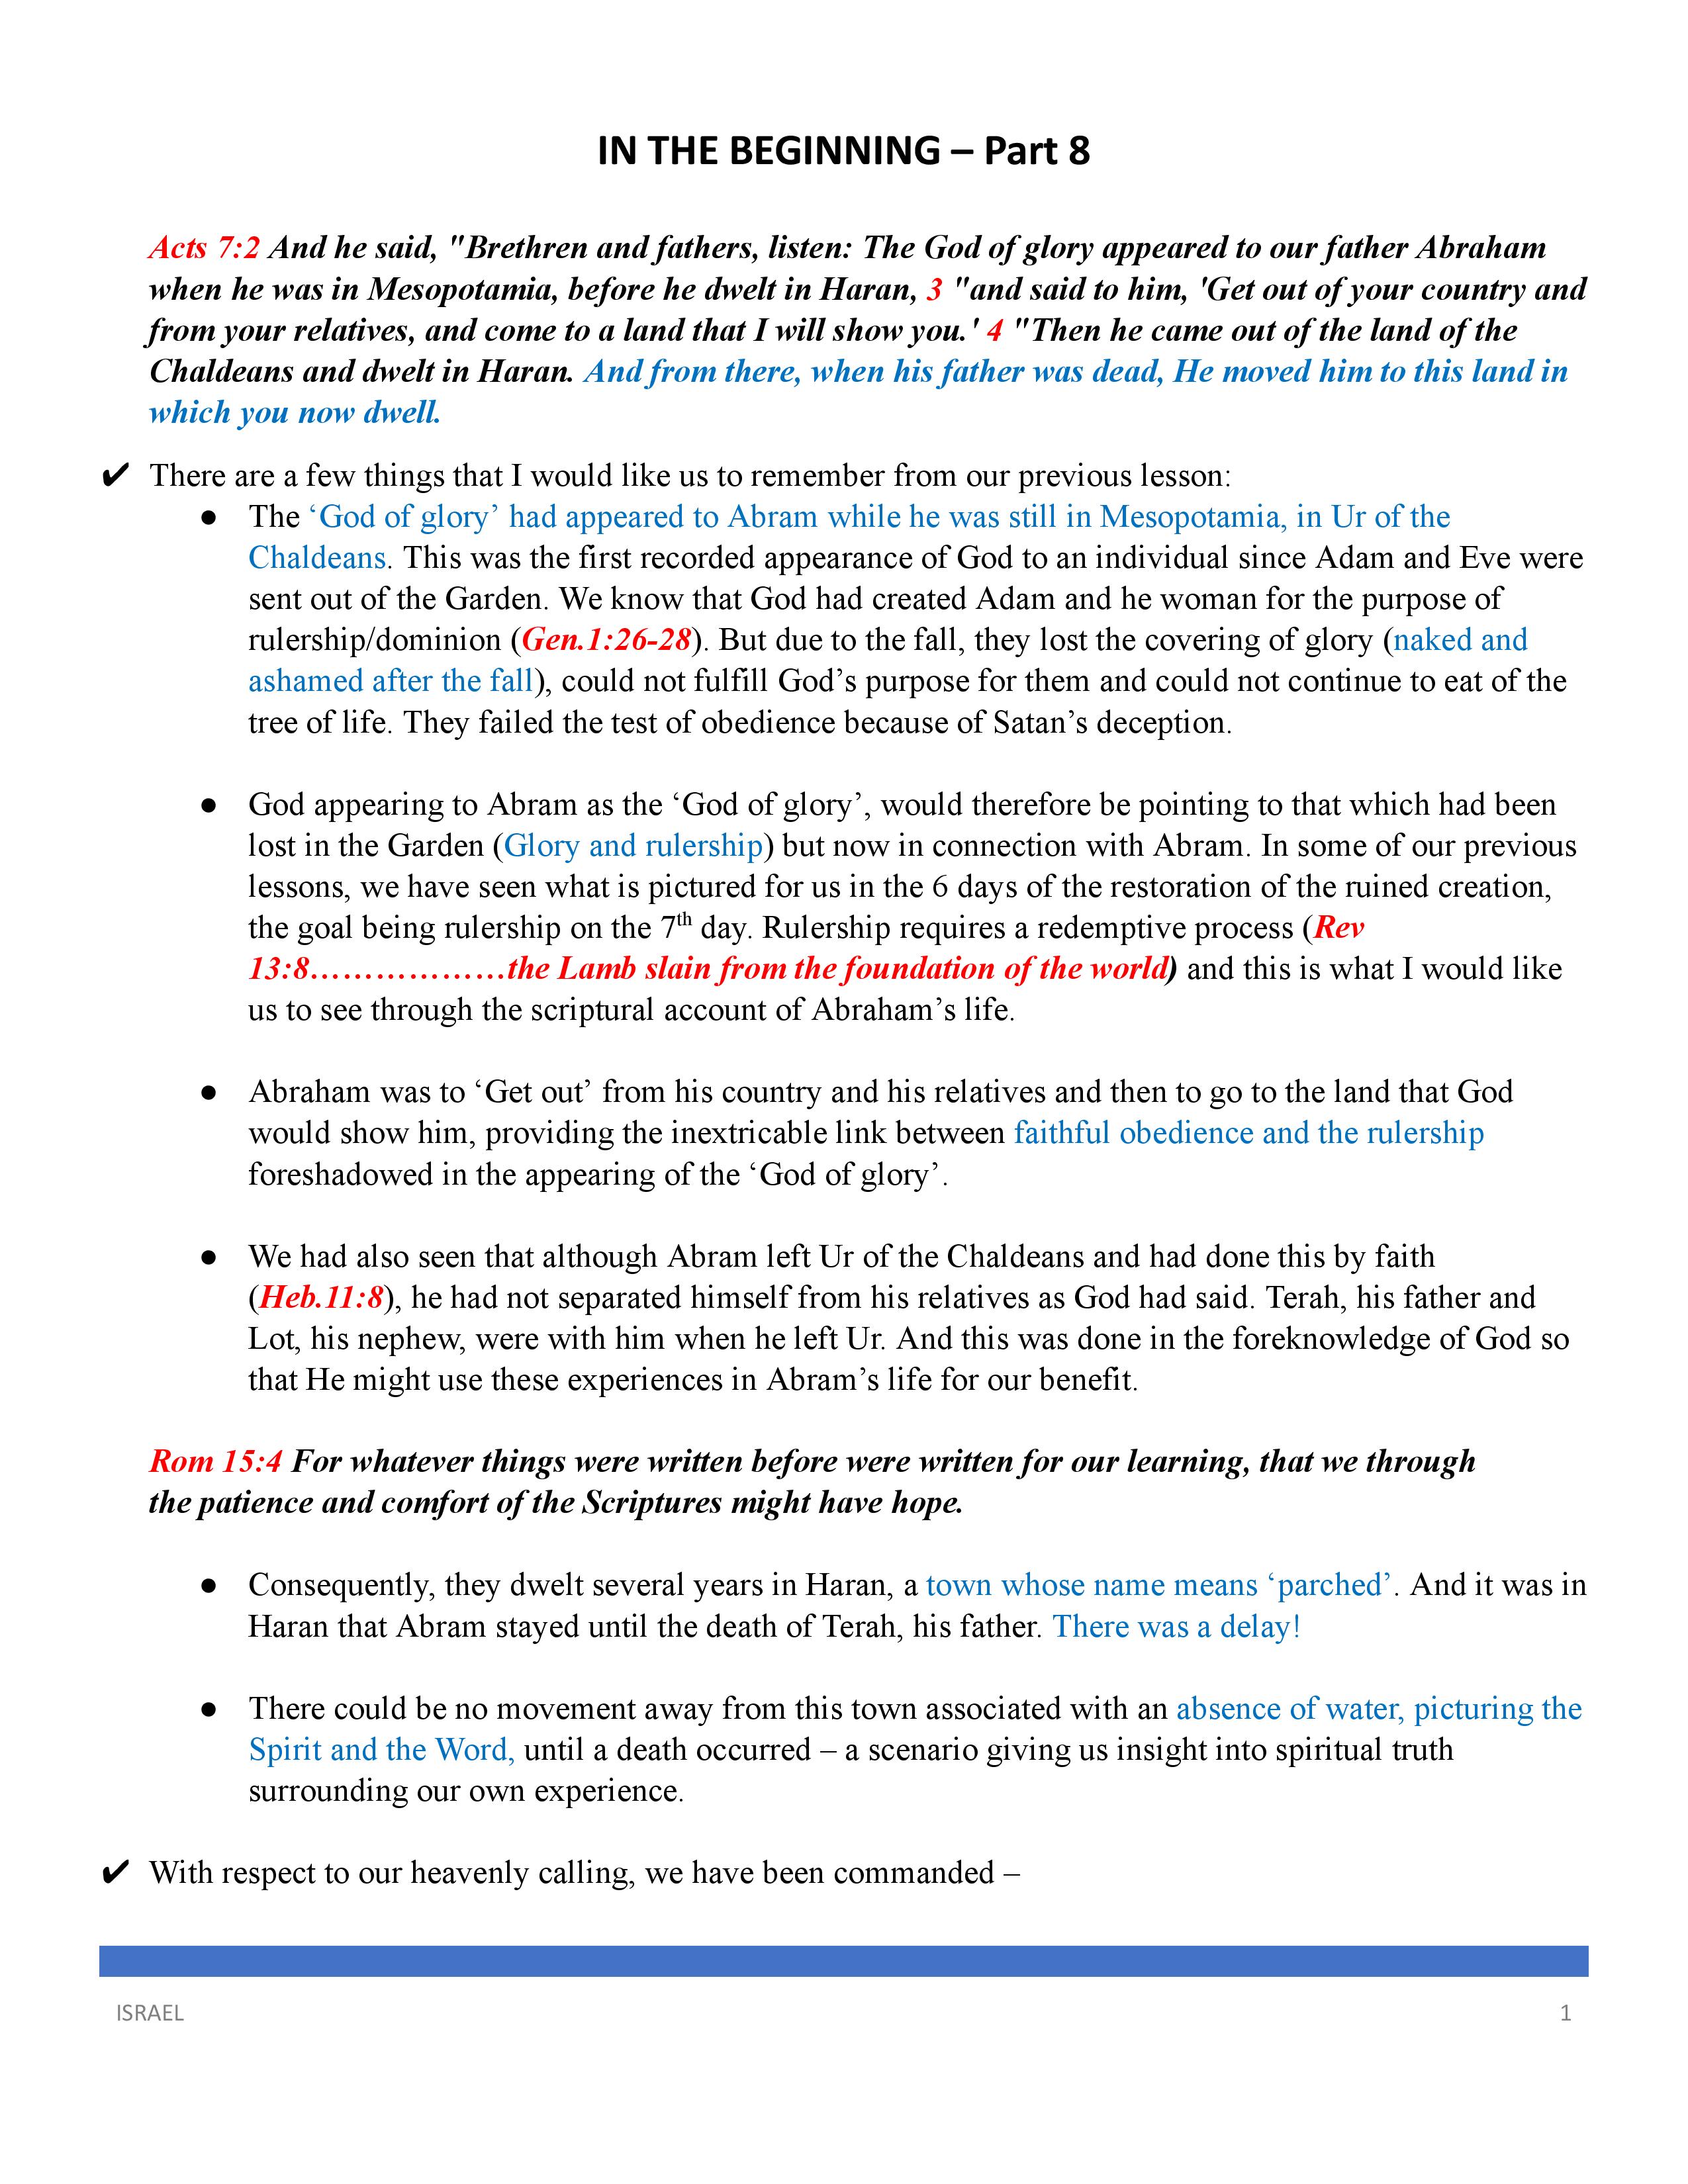 IN THE BEGINNING – Part 8
Acts 7:2 And he said, "Brethren and fathers, listen: The God of glory appeared to our father Abraham
when he was in Mesopotamia, before he dwelt in Haran, 3 "and said to him, 'Get out of your country and
from your relatives, and come to a land that I will show you.' 4 "Then he came out of the land of the
Chaldeans and dwelt in Haran. And from there, when his father was dead, He moved him to this land in
which you now dwell.
✔ There are a few things that I would like us to remember from our previous lesson:
● The ‘God of glory’ had appeared to Abram while he was still in Mesopotamia, in Ur of the
Chaldeans. This was the first recorded appearance of God to an individual since Adam and Eve were
sent out of the Garden. We know that God had created Adam and he woman for the purpose of
rulership/dominion (Gen.1:26-28). But due to the fall, they lost the covering of glory (naked and
ashamed after the fall), could not fulfill God’s purpose for them and could not continue to eat of the
tree of life. They failed the test of obedience because of Satan’s deception.
● God appearing to Abram as the ‘God of glory’, would therefore be pointing to that which had been
lost in the Garden (Glory and rulership) but now in connection with Abram. In some of our previous
lessons, we have seen what is pictured for us in the 6 days of the restoration of the ruined creation,
the goal being rulership on the 7th day. Rulership requires a redemptive process (Rev
13:8………………the Lamb slain from the foundation of the world) and this is what I would like
us to see through the scriptural account of Abraham’s life.
● Abraham was to ‘Get out’ from his country and his relatives and then to go to the land that God
would show him, providing the inextricable link between faithful obedience and the rulership
foreshadowed in the appearing of the ‘God of glory’.
● We had also seen that although Abram left Ur of the Chaldeans and had done this by faith
(Heb.11:8), he had not separated himself from his relatives as God had said. Terah, his father and
Lot, his nephew, were with him when he left Ur. And this was done in the foreknowledge of God so
that He might use these experiences in Abram’s life for our benefit.
Rom 15:4 For whatever things were written before were written for our learning, that we through
the patience and comfort of the Scriptures might have hope.
● Consequently, they dwelt several years in Haran, a town whose name means ‘parched’. And it was in
Haran that Abram stayed until the death of Terah, his father. There was a delay!
● There could be no movement away from this town associated with an absence of water, picturing the
Spirit and the Word, until a death occurred – a scenario giving us insight into spiritual truth
surrounding our own experience.
✔ With respect to our heavenly calling, we have been commanded –
ISRAEL 1